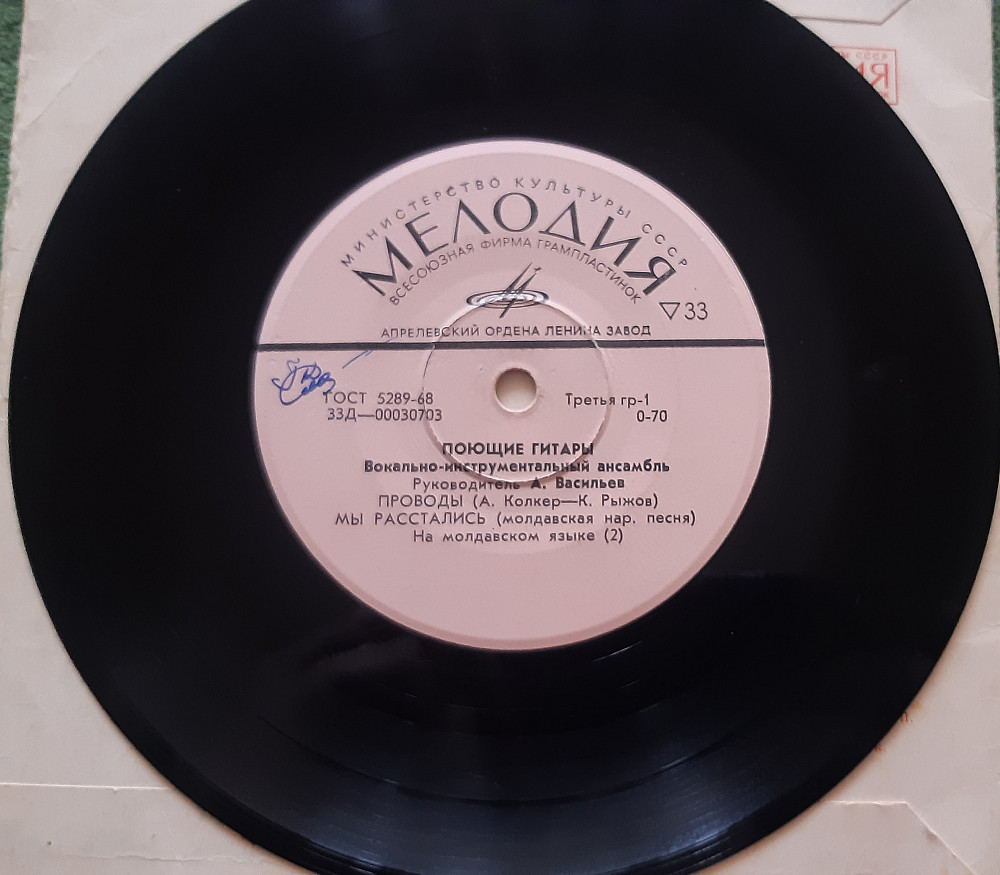 МИНИСТЕРСТВО КУЛЬТУРЫ СССР
МЕЛОДИЯ
ВСЕСОЮЗНАЯ ФИРМА ГРАМПЛАСТИНОК
▽33
АПРЕЛЕВСКИЙ ОРДЕНА ЛЕНИНА ЗАВОД
ГОСТ 5289-68
Третья гр-1
33Д—00030703
0-70
ПОЮЩИЕ ГИТАРЫ
Вокально-инструментальный ансамбль
Руководитель А. Васильев
ПРОВОДЫ (А. Колкер—К. Рыжов)
МЫ РАССТАЛИСЬ (молдавская нар. песня)
На молдавском языке (2)